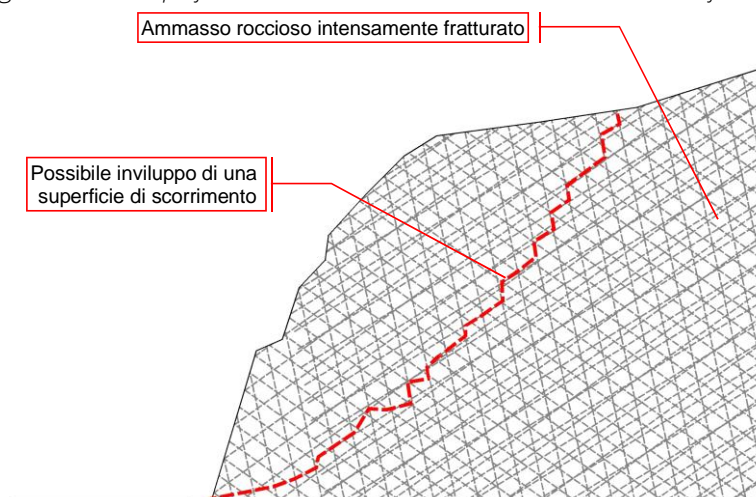 Ammasso roccioso intensamente fratturato
Possibile inviluppo di una
superficie di scorrimento